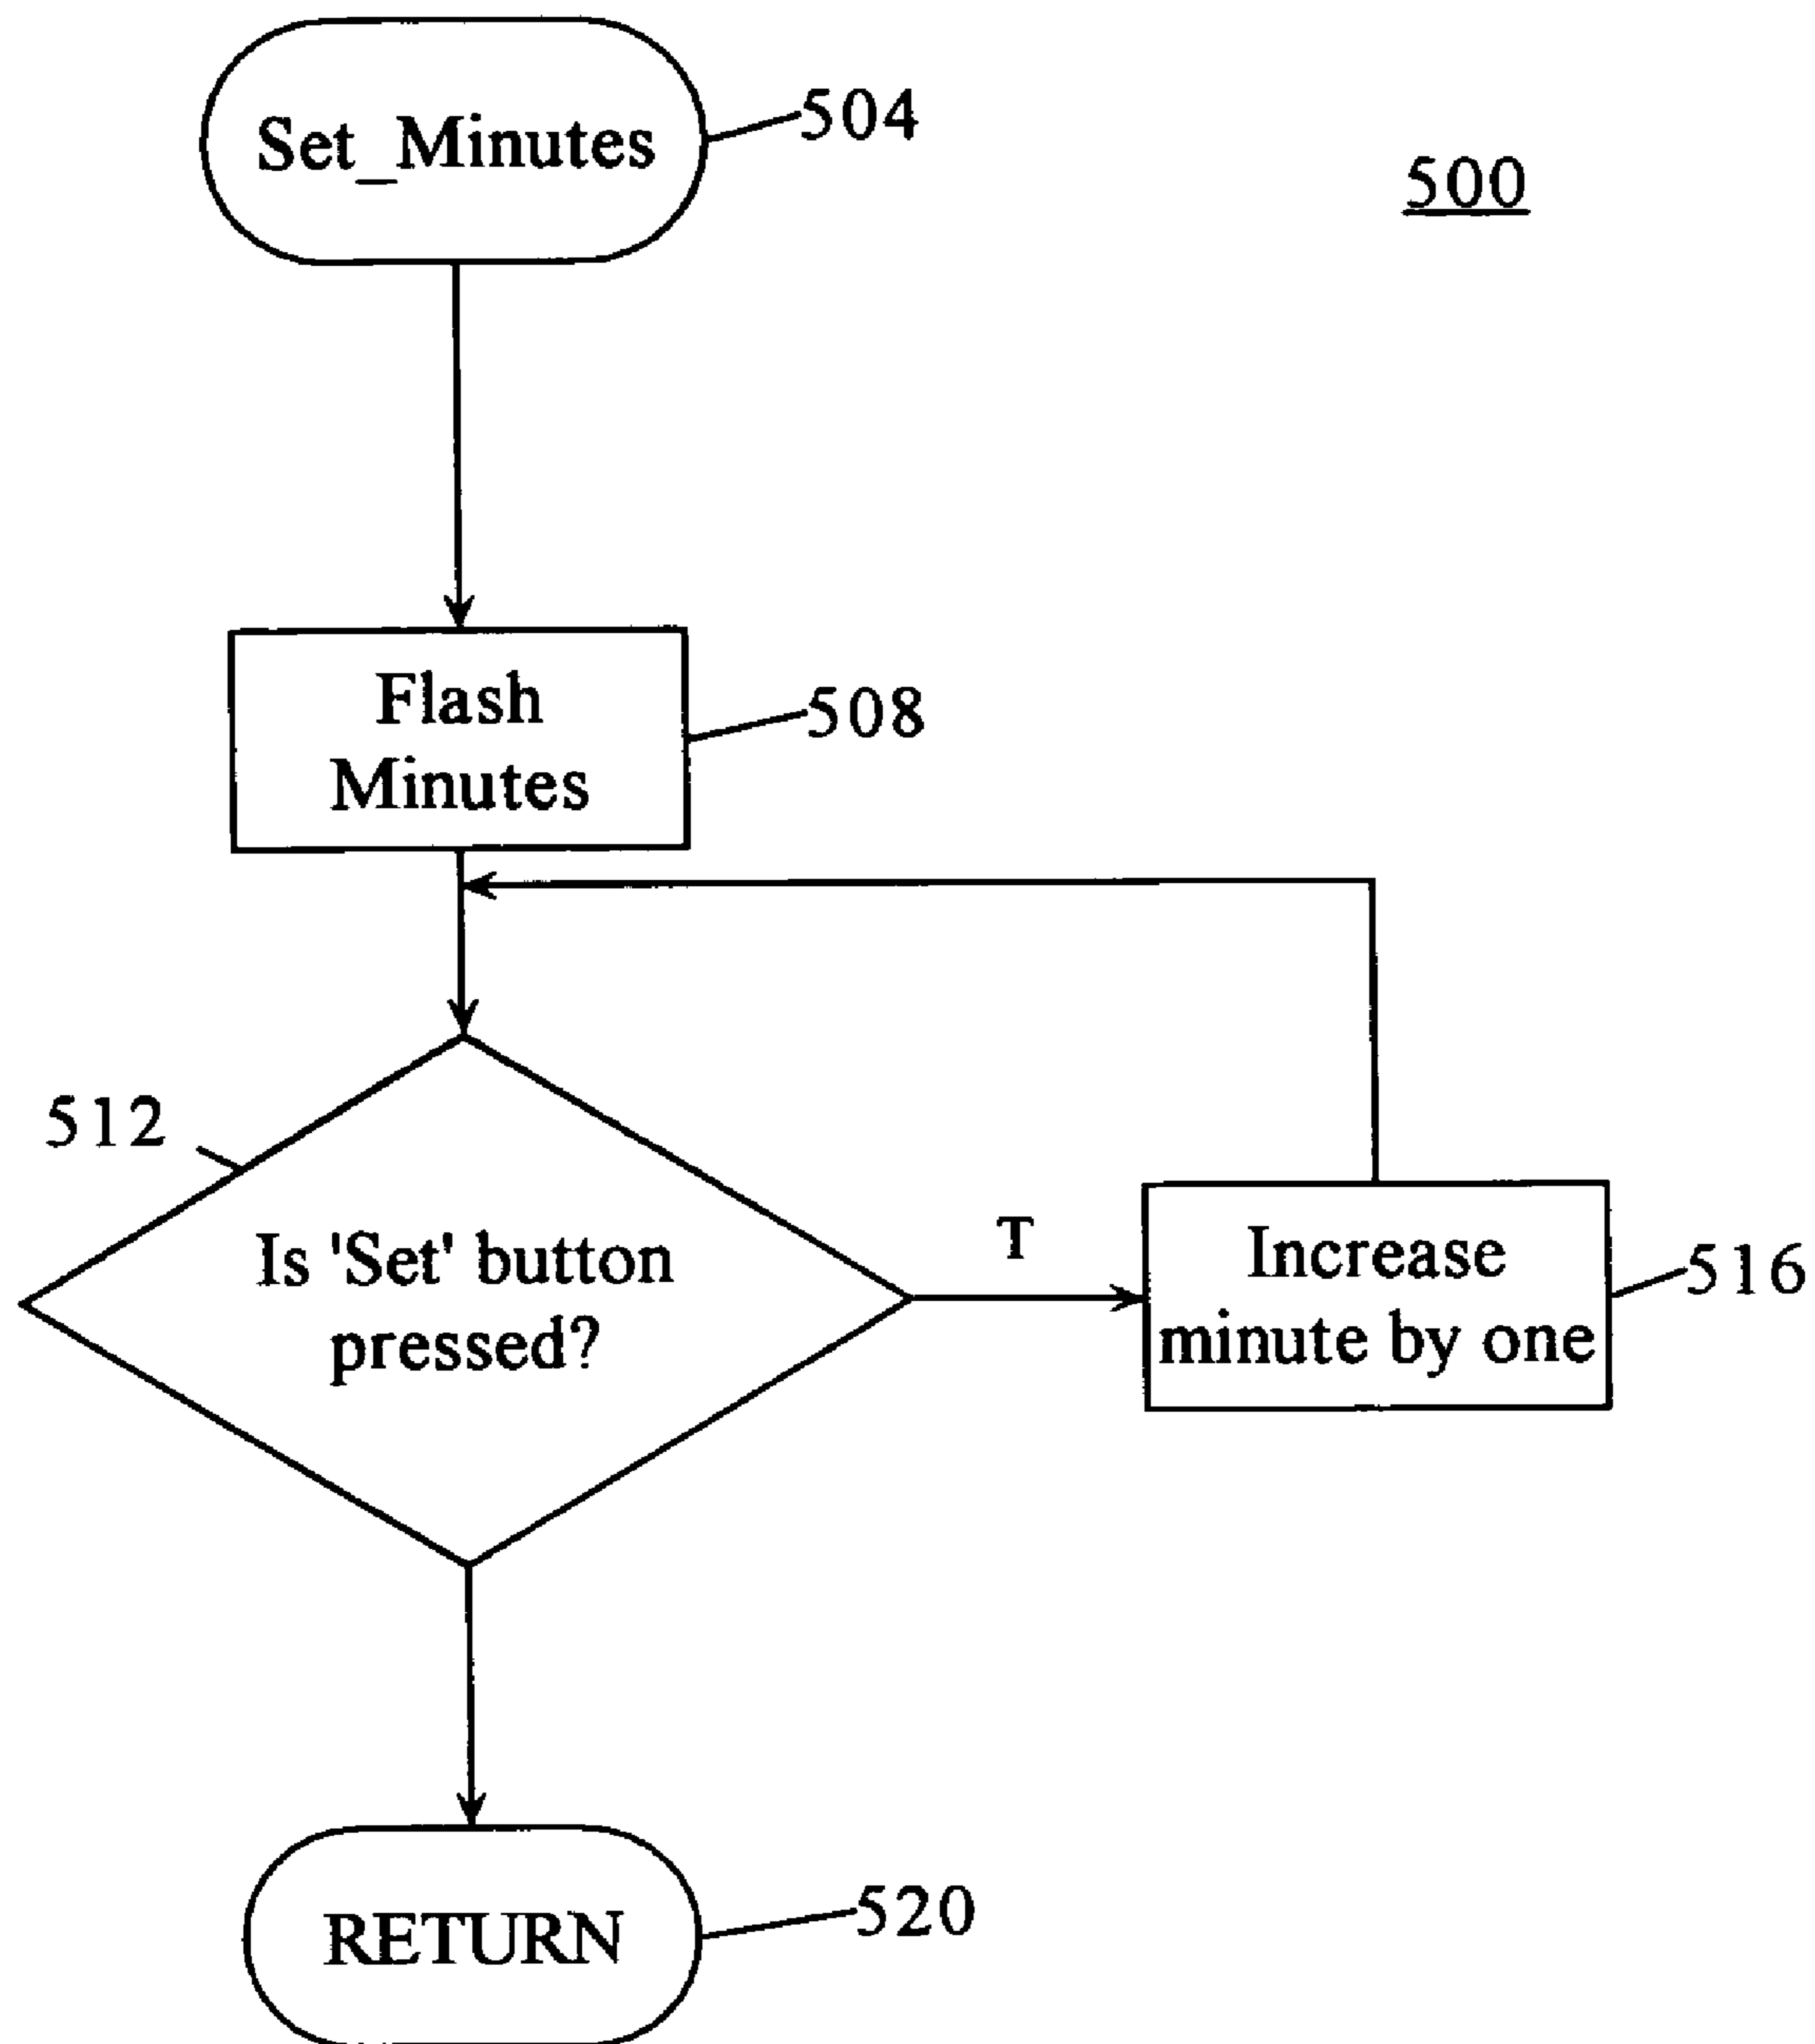 Set_Minutes
504
500
Flash
Minutes
508
512
Is 'Set' button
pressed?
T
Increase
minute by one
516
RETURN
520